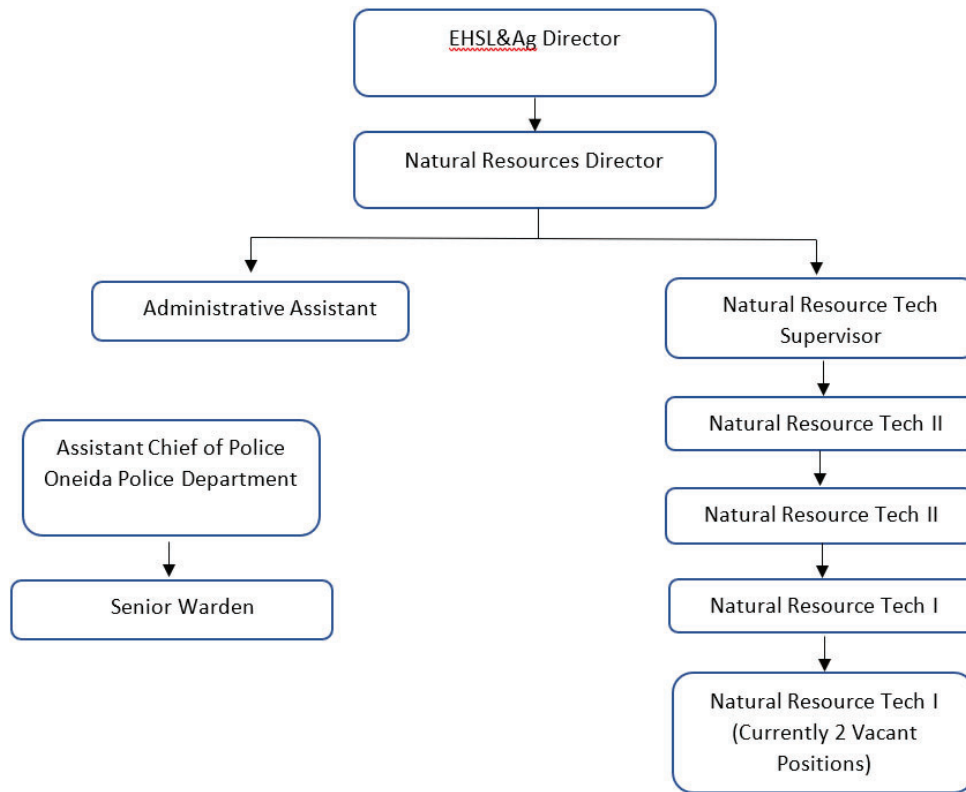 EHSL&Ag Director
Natural Resources Director
Administrative Assistant
Natural Resource Tech
Supervisor
Natural Resource Tech II
Assistant Chief of Police
Oneida Police Department
Natural Resource Tech II
Senior Warden
Natural Resource Tech I
Natural Resource Tech I
(Currently 2 Vacant
Positions)